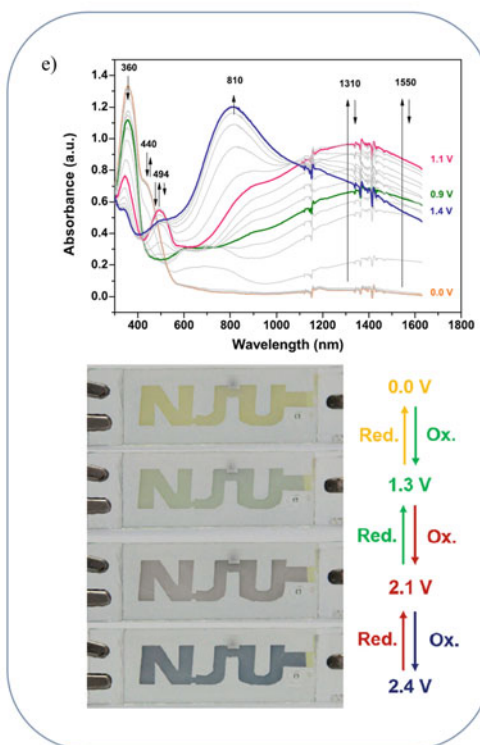 e)
360
440
494
810
1310
1550
1.1 V
0.9 V
1.4 V
0.0 V
Absorbance (a.u.)
1.4
1.2
1.0
0.8
0.6
0.4
0.2
0.0
400 600 800 1000 1200 1400 1600 1800
Wavelength (nm)
NJU
NJU
NJU
NJU
0.0 V
Red. Ox.
1.3 V
Red. Ox.
2.1 V
Red. Ox.
2.4 V